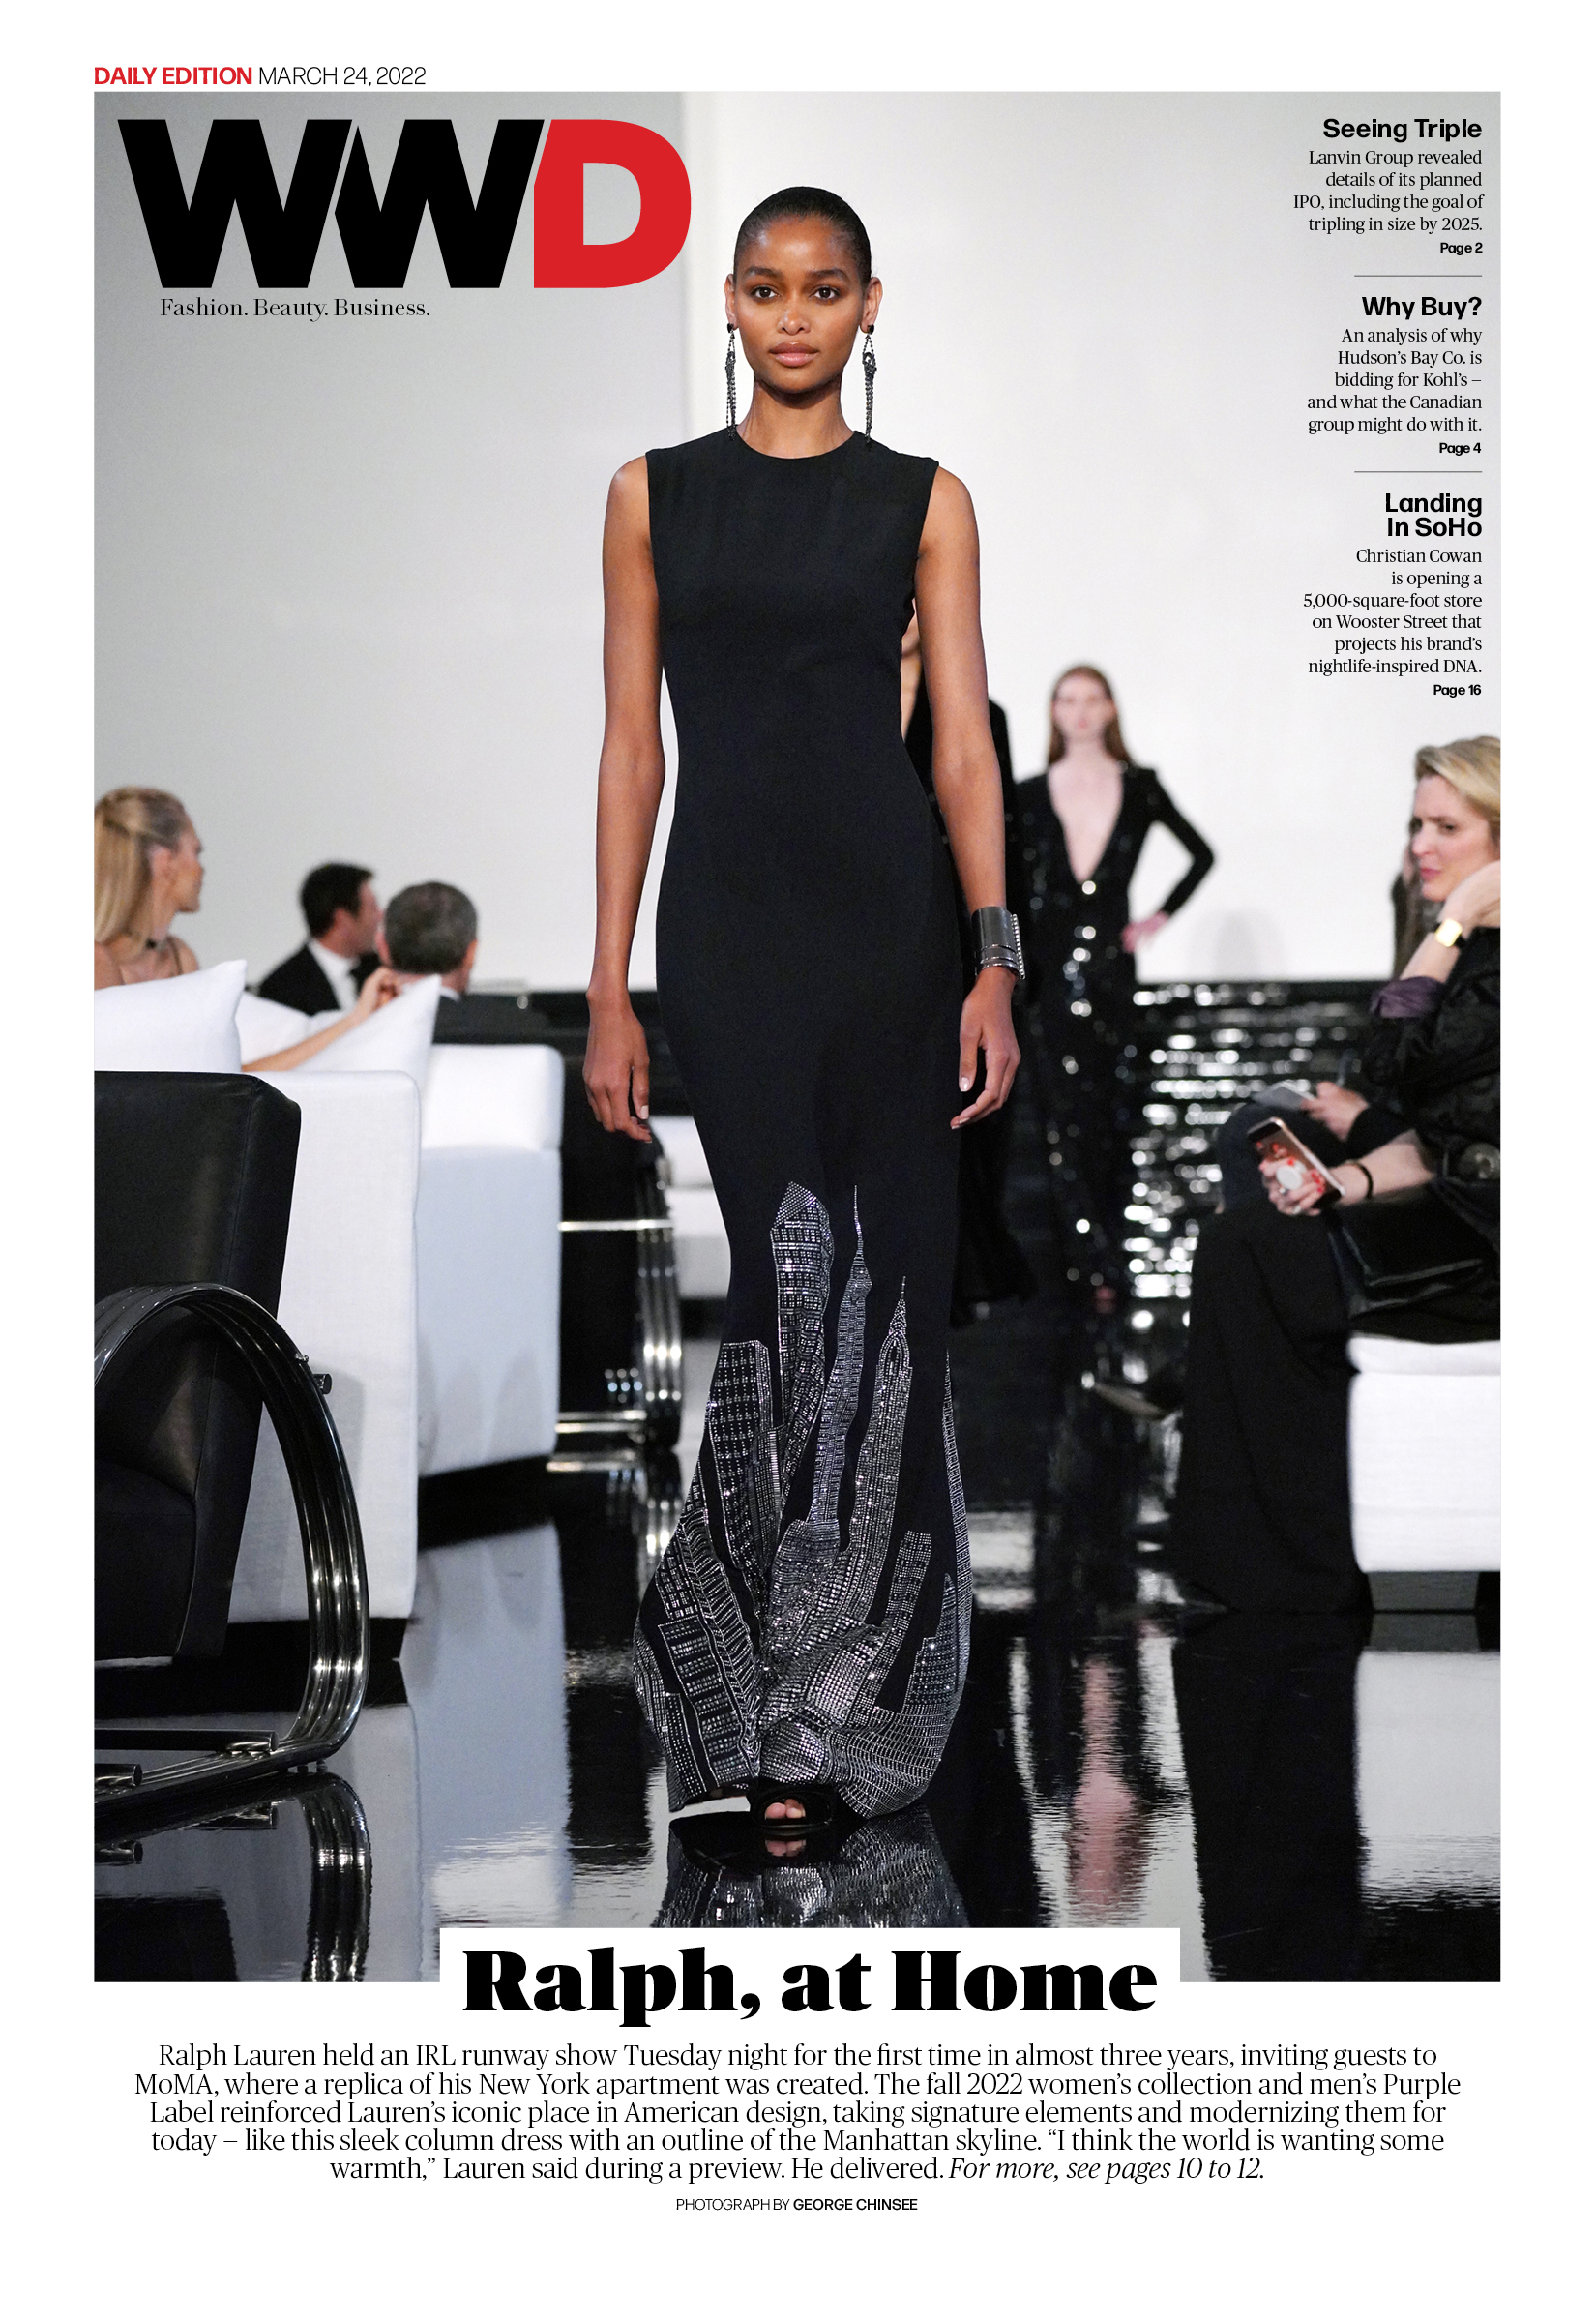 DAILY EDITION MARCH 24, 2022
WWD
Fashion. Beauty. Business.
Seeing Triple
Lanvin Group revealed
details of its planned
IPO, including the goal of
tripling in size by 2025.
Page 2
Why Buy?
An analysis of why
Hudson’s Bay Co. is
bidding for Kohl’s —
and what the Canadian
group might do with it.
Page 4
Landing
In SoHo
Christian Cowan
is opening a
5,000-square-foot store
on Wooster Street that
projects his brand’s
nightlife-inspired DNA.
Page 16
Ralph, at Home
Ralph Lauren held an IRL runway show Tuesday night for the first time in almost three years, inviting guests to
MoMA, where a replica of his New York apartment was created. The fall 2022 women’s collection and men’s Purple
Label reinforced Lauren’s iconic place in American design, taking signature elements and modernizing them for
today — like this sleek column dress with an outline of the Manhattan skyline. “I think the world is wanting some
warmth,” Lauren said during a preview. He delivered. For more, see pages 10 to 12.
PHOTOGRAPH BY GEORGE CHINSEE